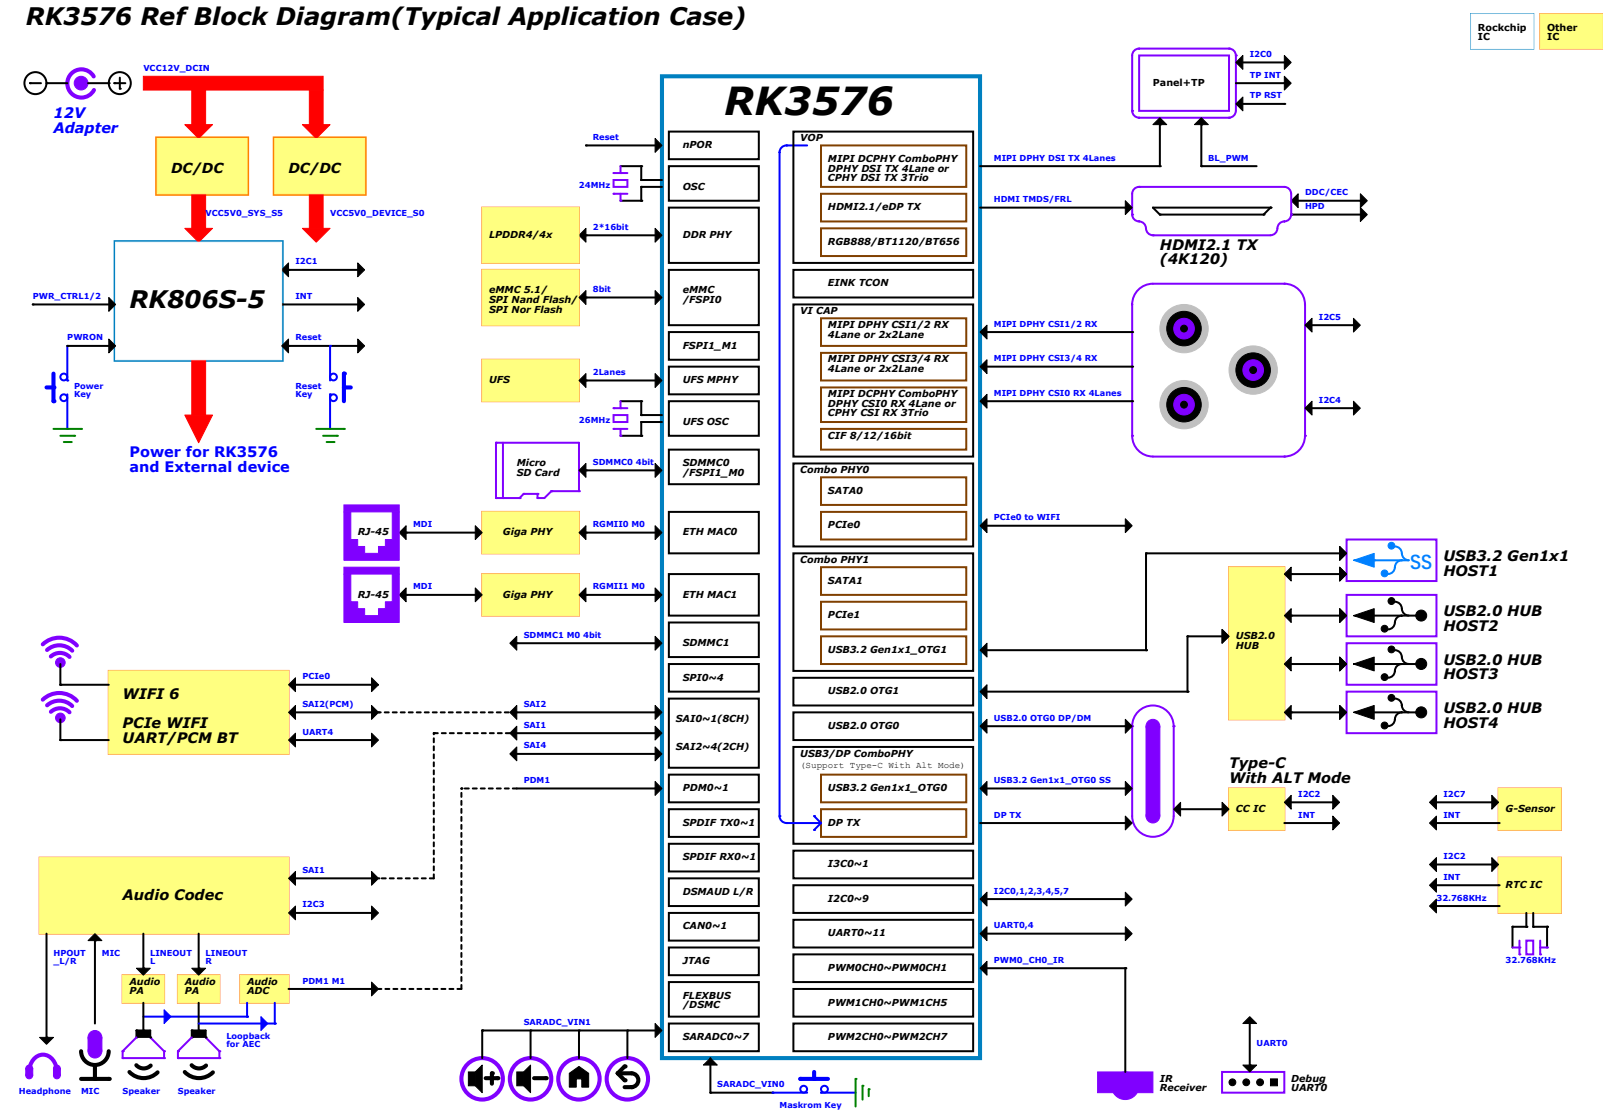 RK3576 Ref Block Diagram(Typical Application Case)
Rockchip
IC
Other
IC
VCC12V_DCIN
12V
Adapter
DC/DC
DC/DC
VCC5V0_SYS_S5
VCC5V0_DEVICE_S0
RK806S-5
I2C1
INT
Reset
PWR_CTRL1/2
PWRON
Power
Key
Reset
Key
Power for RK3576
and External device
RK3576
Reset
nPOR
24MHz
OSC
LPDDR4/4x
2*16bit
DDR PHY
eMMC 5.1/
SPI Nand Flash/
SPI Nor Flash
8bit
eMMC
/FSPI0
FSPI1_M1
UFS
2Lanes
UFS MPHY
26MHz
UFS OSC
Micro
SD Card
SDMMC0 4bit
SDMMC0
/FSPI1_M0
RJ-45
MDI
Giga PHY
RGMII0 M0
ETH MAC0
RJ-45
MDI
Giga PHY
RGMII1 M0
ETH MAC1
SDMMC1 M0 4bit
SDMMC1
SPI0~4
WIFI 6
PCIe WIFI
UART/PCM BT
PCIe0
SAI2(PCM)
UART4
SAI2
SAI1
SAI4
SAI0~1(8CH)
SAI2~4(2CH)
PDM1
PDM0~1
SPDIF TX0~1
SPDIF RX0~1
DSMAUD L/R
CAN0~1
JTAG
FLEXBUS
/DSMC
SARADC0~7
Audio Codec
SAI1
I2C3
HPOUT
_L/R
MIC
LINEOUT
L
LINEOUT
R
Audio
PA
Audio
PA
Audio
ADC
PDM1 M1
Loopback
for AEC
Headphone
MIC
Speaker
Speaker
SARADC_VIN1
SARADC_VIN0
Maskrom Key
VOP
MIPI DCPHY ComboPHY
DPHY DSI TX 4Lane or
CPHY DSI TX 3Trio
HDMI2.1/eDP TX
RGB888/BT1120/BT656
EINK TCON
VI CAP
MIPI DPHY CSI1/2 RX
4Lane or 2x2Lane
MIPI DPHY CSI3/4 RX
4Lane or 2x2Lane
MIPI DCPHY ComboPHY
DPHY CSI0 RX 4Lane or
CPHY CSI RX 3Trio
CIF 8/12/16bit
Combo PHY0
SATA0
PCIe0
Combo PHY1
SATA1
PCIe1
USB3.2 Gen1x1_OTG1
USB2.0 OTG1
USB2.0 OTG0
USB3/DP ComboPHY
(Support Type-C With Alt Mode)
USB3.2 Gen1x1_OTG0
DP TX
I3C0~1
I2C0~9
UART0~11
PWM0CH0~PWM0CH1
PWM1CH0~PWM1CH5
PWM2CH0~PWM2CH7
MIPI DPHY DSI TX 4Lanes
BL_PWM
Panel+TP
I2C0
TP INT
TP RST
HDMI TMDS/FRL
DDC/CEC
HPD
HDMI2.1 TX
(4K120)
MIPI DPHY CSI1/2 RX
MIPI DPHY CSI3/4 RX
MIPI DPHY CSI0 RX 4Lanes
I2C5
I2C4
PCIe0 to WIFI
USB2.0
HUB
SS
USB3.2 Gen1x1
HOST1
USB2.0 HUB
HOST2
USB2.0 HUB
HOST3
USB2.0 HUB
HOST4
USB2.0 OTG0 DP/DM
USB3.2 Gen1x1_OTG0 SS
DP TX
Type-C
With ALT Mode
CC IC
I2C2
INT
I2C7
INT
G-Sensor
I2C2
INT
32.768KHz
RTC IC
32.768KHz
I2C0,1,2,3,4,5,7
UART0,4
PWM0_CH0_IR
IR
Receiver
UART0
Debug
UART0